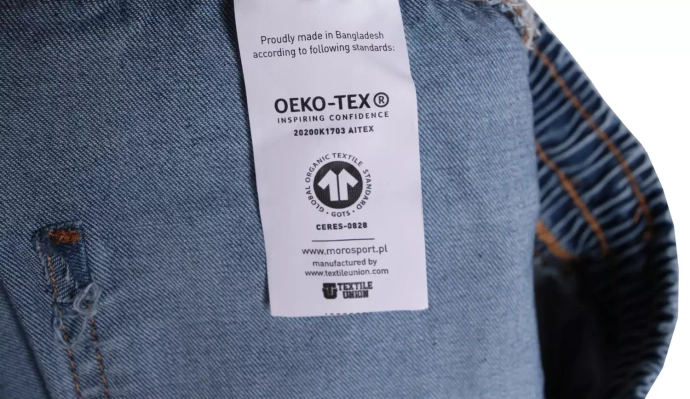 Proudly made in Bangladesh
according to following standards:
OEKO-TEX®
INSPIRING CONFIDENCE
20200K1703 AITEX
GLOBAL ORGANIC TEXTILE STANDARD
• GOTS •
CERES-0828
www.morosport.pl
manufactured by
www.textileunion.com
TEXTILE
UNION